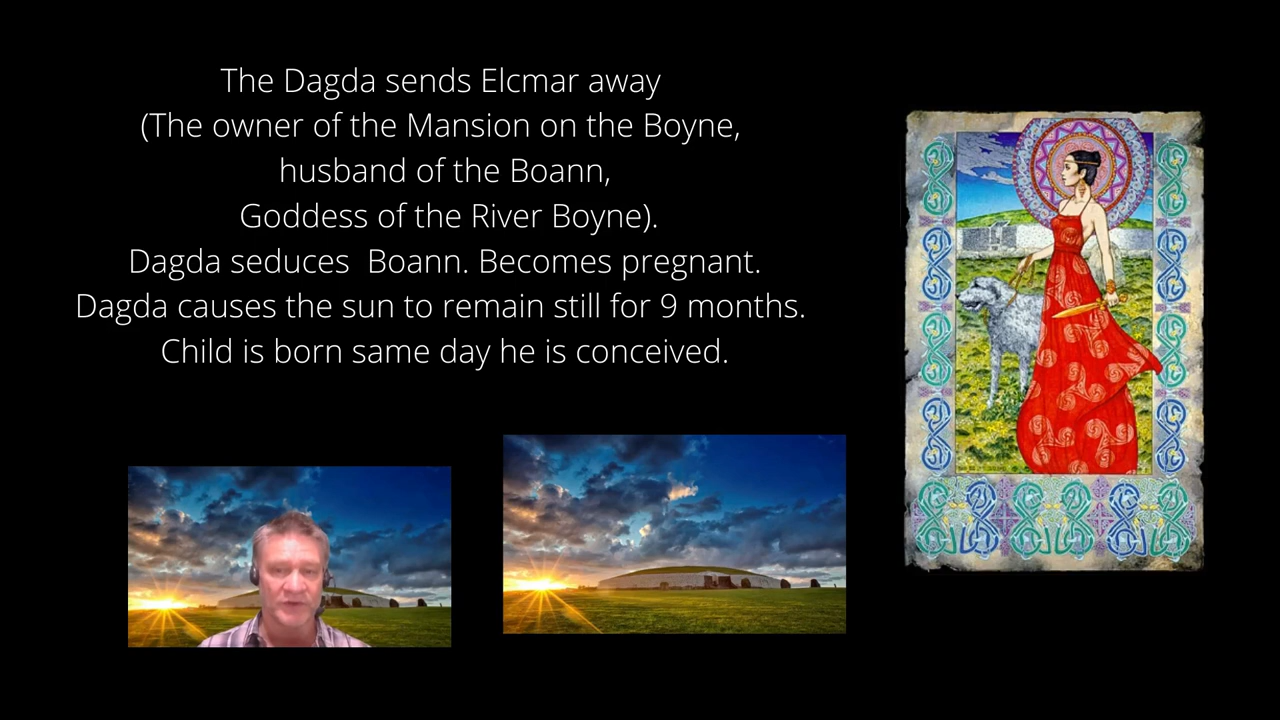 The Dagda sends Elcmar away
(The owner of the Mansion on the Boyne,
husband of the Boann,
Goddess of the River Boyne).
Dagda seduces  Boann. Becomes pregnant.
Dagda causes the sun to remain still for 9 months.
Child is born same day he is conceived.